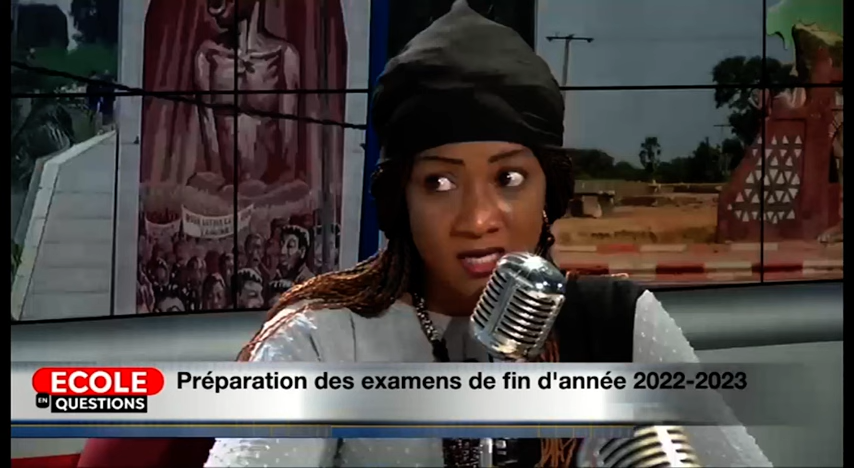 ECOLE
EN QUESTIONS
Préparation des examens de fin d'année 2022-2023